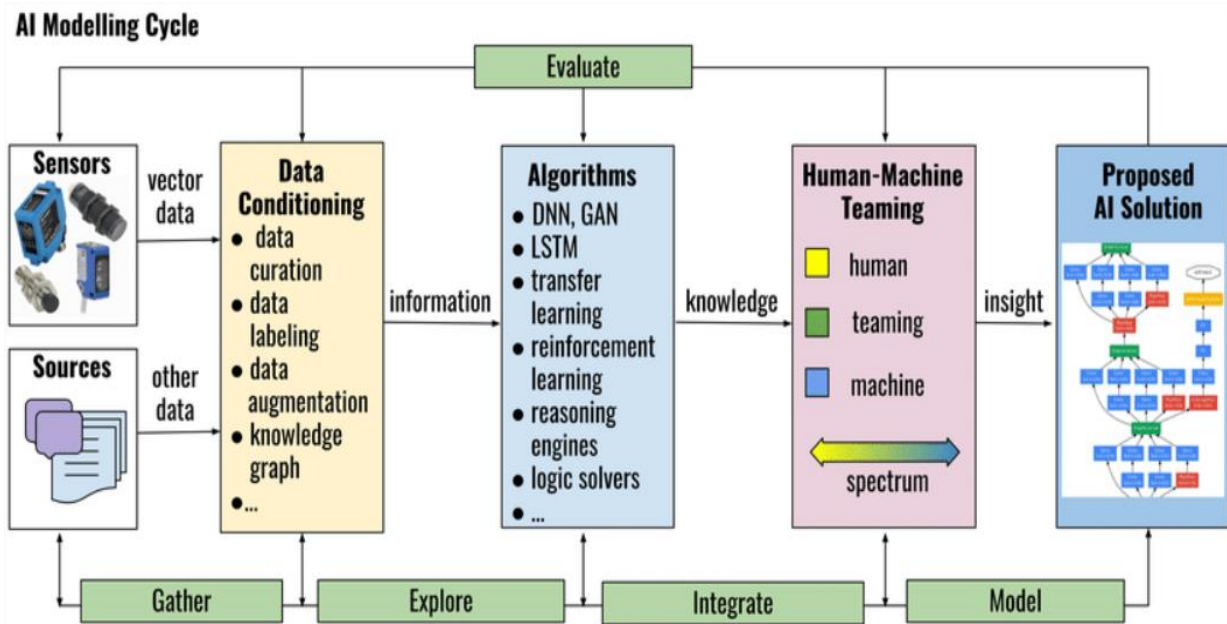 AI Modelling Cycle
Evaluate
Sensors
vector
data
Sources
other
data
Data
Conditioning
● data
curation
● data
labeling
● data
augmentation
● knowledge
graph
●...
information
Algorithms
● DNN, GAN
● LSTM
● transfer
learning
● reinforcement
learning
● reasoning
engines
● logic solvers
● ...
knowledge
Human-Machine
Teaming
human
teaming
machine
spectrum
insight
Proposed
AI Solution
Gather
Explore
Integrate
Model